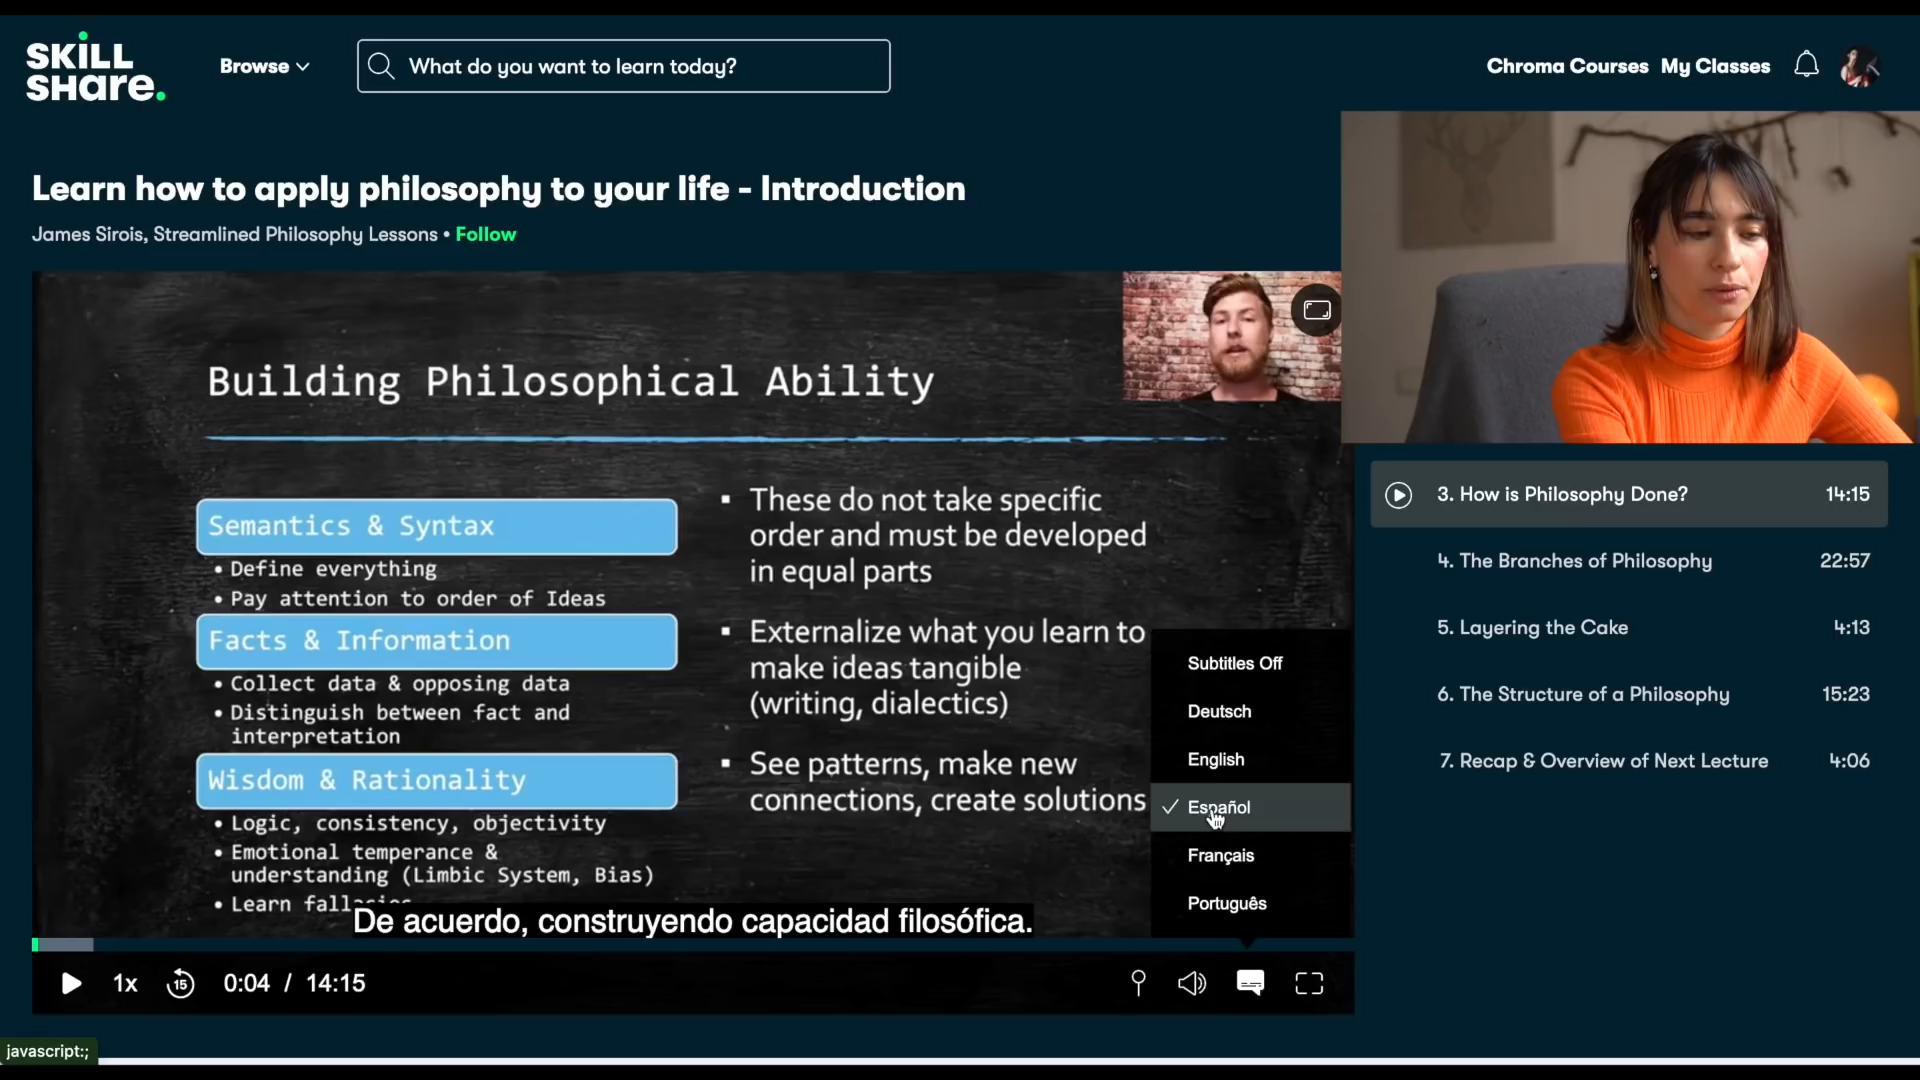 SKILL
SHare.
Browse
What do you want to learn today?
Chroma Courses
My Classes
Learn how to apply philosophy to your life - Introduction
James Sirois, Streamlined Philosophy Lessons • Follow
Building Philosophical Ability
Semantics & Syntax
• Define everything
• Pay attention to order of Ideas
Facts & Information
• Collect data & opposing data
• Distinguish between fact and
interpretation
Wisdom & Rationality
• Logic, consistency, objectivity
• Emotional temperance &
understanding (Limbic System, Bias)
• Learn fallacies
▪ These do not take specific
order and must be developed
in equal parts
▪ Externalize what you learn to
make ideas tangible
(writing, dialectics)
▪ See patterns, make new
connections, create solutions
De acuerdo, construyendo capacidad filosófica.
Subtitles Off
Deutsch
English
Español
Français
Português
1x
15
0:04 / 14:15
3. How is Philosophy Done? 14:15
4. The Branches of Philosophy 22:57
5. Layering the Cake 4:13
6. The Structure of a Philosophy 15:23
7. Recap & Overview of Next Lecture 4:06
javascript:;